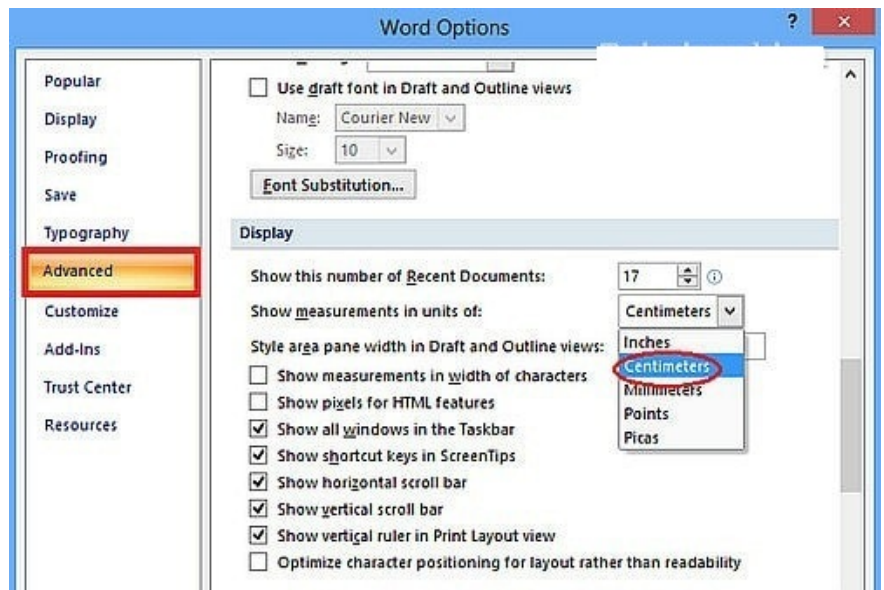 Word Options
?
Popular
Display
Proofing
Save
Typography
Advanced
Customize
Add-Ins
Trust Center
Resources
Use draft font in Draft and Outline views
Name: Courier New
Size: 10
Font Substitution...
Display
Show this number of Recent Documents: 17
Show measurements in units of: Centimeters
Style area pane width in Draft and Outline views:
Inches
Centimeters
Millimeters
Points
Picas
Show measurements in width of characters
Show pixels for HTML features
Show all windows in the Taskbar
Show shortcut keys in ScreenTips
Show horizontal scroll bar
Show vertical scroll bar
Show vertical ruler in Print Layout view
Optimize character positioning for layout rather than readability